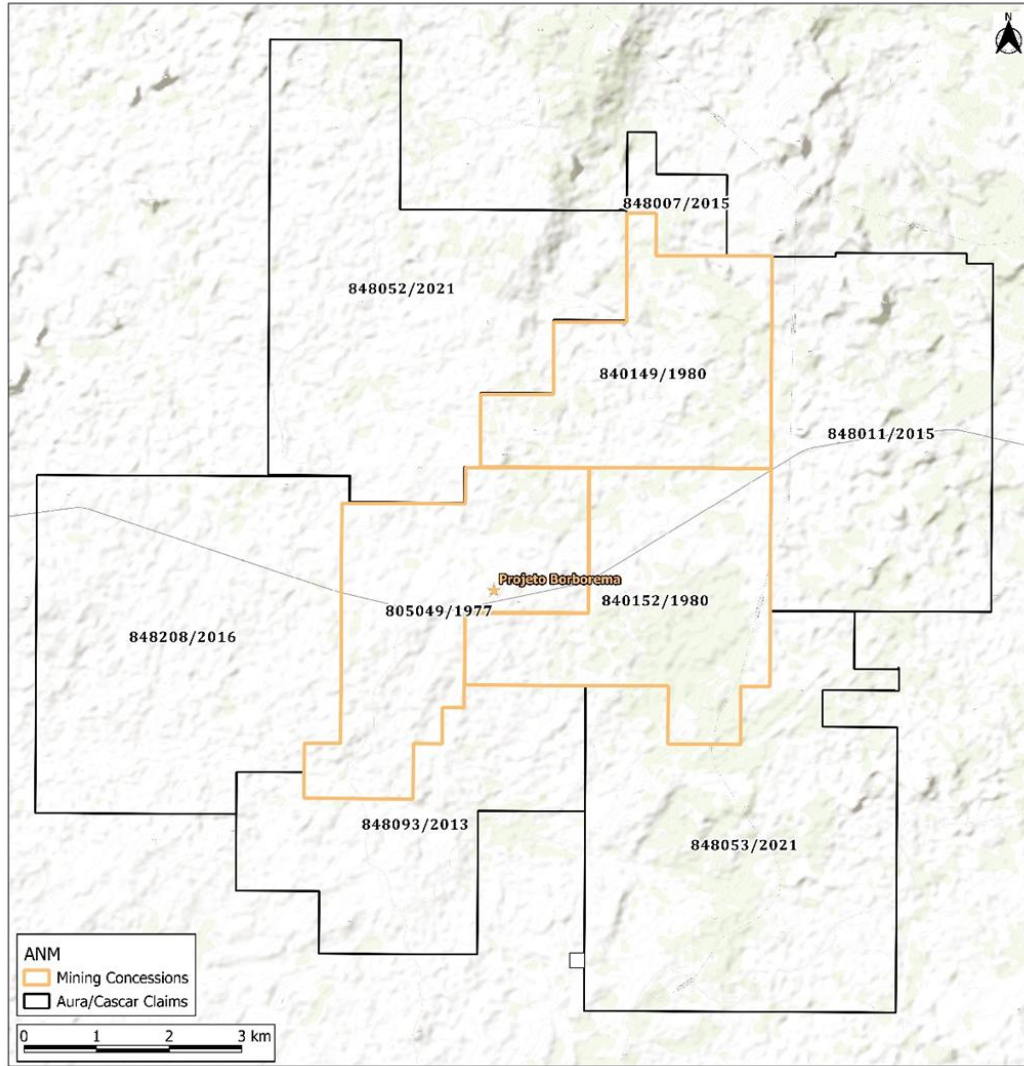 N
848007/2015
848052/2021
840149/1980
848011/2015
Projeto Borborema
840152/1980
805049/1977
848208/2016
848093/2013
848053/2021
ANM
Mining Concessions
Aura/Cascar Claims
0 1 2 3 km